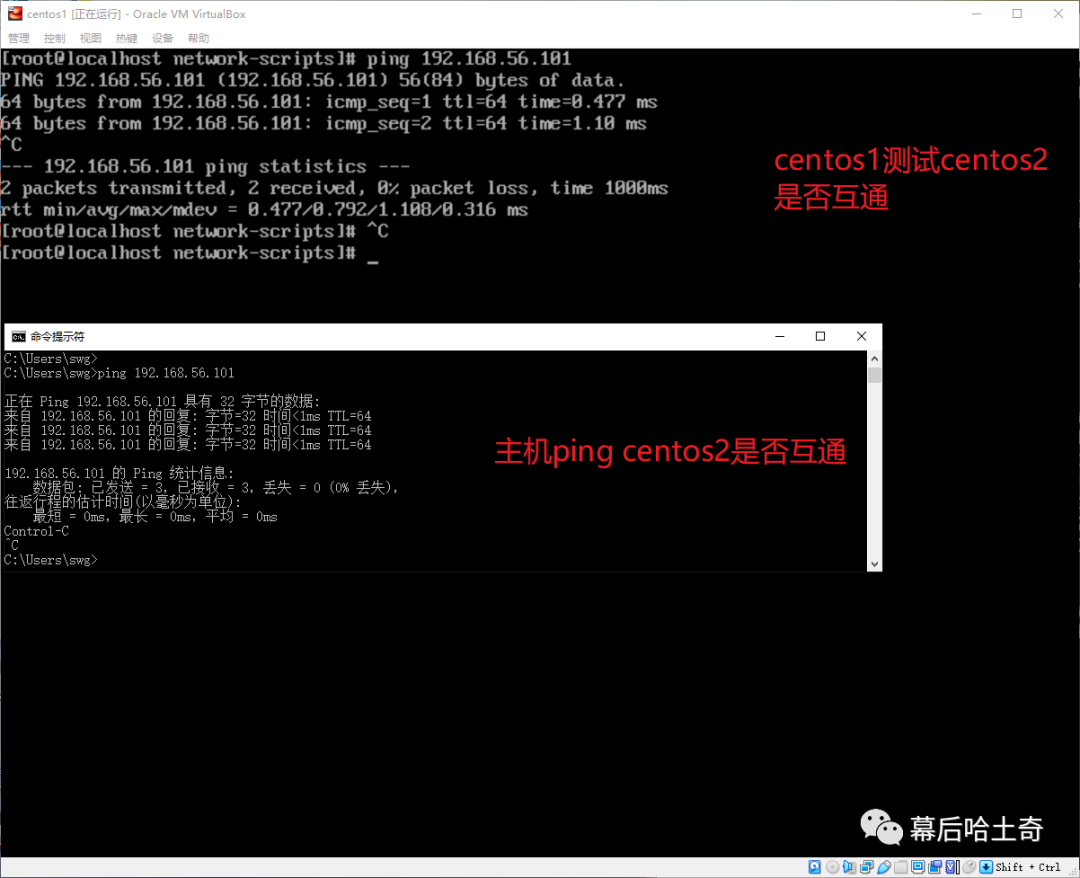 centos1 [正在运行] - Oracle VM VirtualBox
管理 控制 视图 热键 设备 帮助
[root@localhost network-scripts]# ping 192.168.56.101
PING 192.168.56.101 (192.168.56.101) 56(84) bytes of data.
64 bytes from 192.168.56.101: icmp_seq=1 ttl=64 time=0.477 ms
64 bytes from 192.168.56.101: icmp_seq=2 ttl=64 time=1.10 ms
^C
--- 192.168.56.101 ping statistics ---
2 packets transmitted, 2 received, 0% packet loss, time 1000ms
rtt min/avg/max/mdev = 0.477/0.792/1.108/0.316 ms
[root@localhost network-scripts]# ^C
[root@localhost network-scripts]# _
centos1测试centos2
是否互通
命令提示符
C:\Users\swg>
C:\Users\swg>ping 192.168.56.101
正在 Ping 192.168.56.101 具有 32 字节的数据:
来自 192.168.56.101 的回复: 字节=32 时间<1ms TTL=64
来自 192.168.56.101 的回复: 字节=32 时间<1ms TTL=64
来自 192.168.56.101 的回复: 字节=32 时间<1ms TTL=64
192.168.56.101 的 Ping 统计信息:
数据包: 已发送 = 3，已接收 = 3，丢失 = 0 (0% 丢失)，
往返行程的估计时间(以毫秒为单位):
最短 = 0ms，最长 = 0ms，平均 = 0ms
Control-C
^C
C:\Users\swg>
主机ping centos2是否互通
幕后哈土奇
Shift + Ctrl